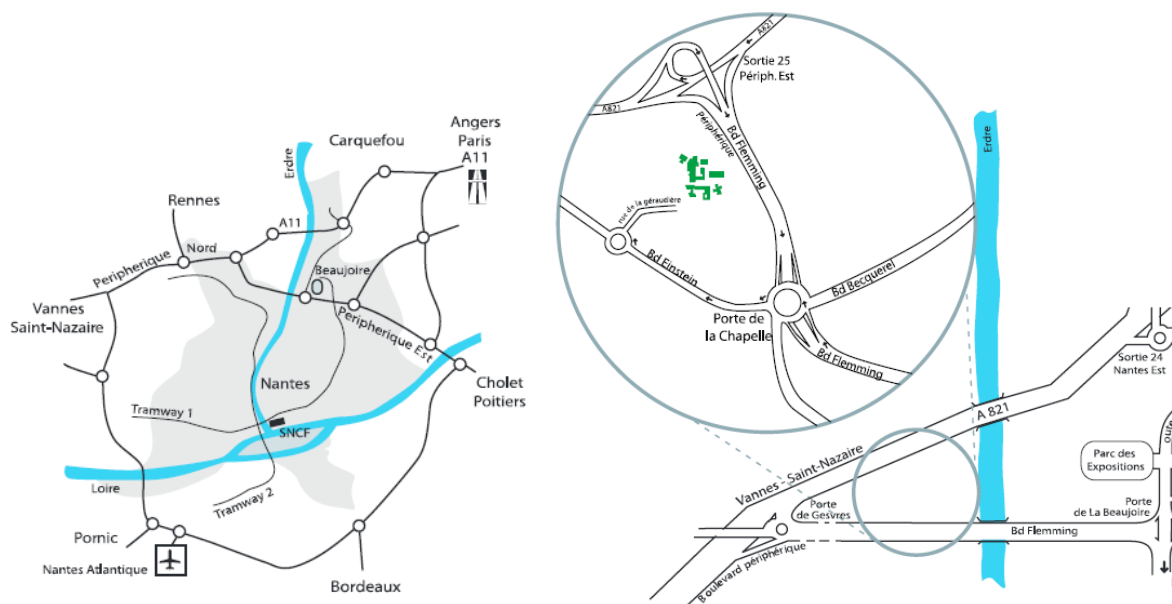 Angers
Paris
A11
Carquefou
Erdre
Rennes
A11
Nord
Peripherique
Beaujoire
Vannes
Saint-Nazaire
Peripherique Est
Nantes
Cholet
Poitiers
Tramway 1
SNCF
Loire
Tramway 2
Pornic
Nantes Atlantique
Bordeaux
A821
Sortie 25
Périph. Est
A821
Périphérique
Bd Flemming
rue de la géraudière
Bd Einstein
Bd Becquerel
Porte de
la Chapelle
Bd Flemming
Erdre
Sortie 24
Nantes Est
A 821
Vannes - Saint-Nazaire
Parc des
Expositions
Porte
de Gesvres
Porte
de La Beaujoire
Bd Flemming
Boulevard périphérique